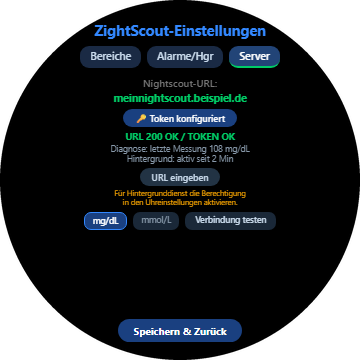 ZightScout-Einstellungen
Bereiche Alarme/Hgr Server
Nightscout-URL:
meinnightscout.beispiel.de
🔑 Token konfiguriert
URL 200 OK / TOKEN OK
Diagnose: letzte Messung 108 mg/dL
Hintergrund: aktiv seit 2 Min
URL eingeben
Für Hintergrunddienst die Berechtigung
in den Uhreinstellungen aktivieren.
mg/dL mmol/L Verbindung testen
Speichern & Zurück